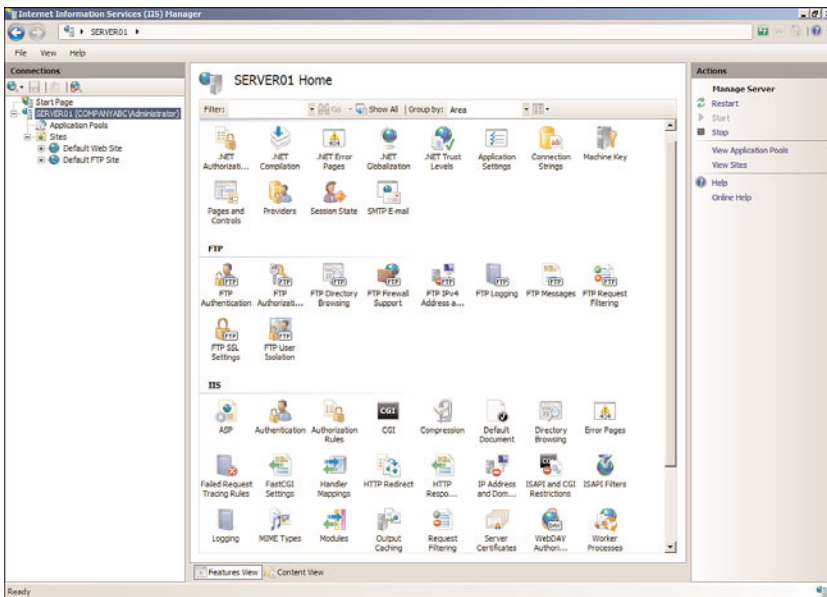 Internet Information Services (IIS) Manager
SERVER01
File View Help
Connections
Start Page
SERVER01 (COMPANYABC\Administrator)
Application Pools
Sites
Default Web Site
Default FTP Site
SERVER01 Home
Filter: Go Show All Group by: Area
.NET Authorizati...
.NET Compilation
.NET Error Pages
.NET Globalization
.NET Trust Levels
Application Settings
Connection Strings
Machine Key
Pages and Controls
Providers
Session State
SMTP E-mail
FTP
FTP Authentication
FTP Authorizati...
FTP Directory Browsing
FTP Firewall Support
FTP IPv4 Address a...
FTP Logging
FTP Messages
FTP Request Filtering
FTP SSL Settings
FTP User Isolation
IIS
ASP
Authentication
Authorization Rules
CGI
Compression
Default Document
Directory Browsing
Error Pages
Failed Request Tracing Rules
FastCGI Settings
Handler Mappings
HTTP Redirect
HTTP Respo...
IP Address and Dom...
ISAPI and CGI Restrictions
ISAPI Filters
Logging
MIME Types
Modules
Output Caching
Request Filtering
Server Certificates
WebDAV Authori...
Worker Processes
Features View Content View
Actions
Manage Server
Restart
Start
Stop
View Application Pools
View Sites
Help
Online Help
Ready